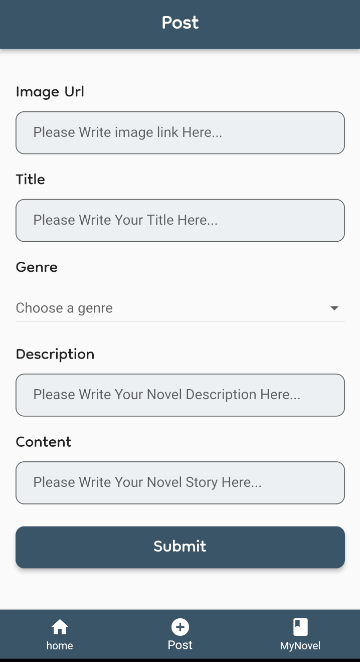 Post
Image Url
Please Write image link Here...
Title
Please Write Your Title Here...
Genre
Choose a genre
Description
Please Write Your Novel Description Here...
Content
Please Write Your Novel Story Here...
Submit
home Post MyNovel